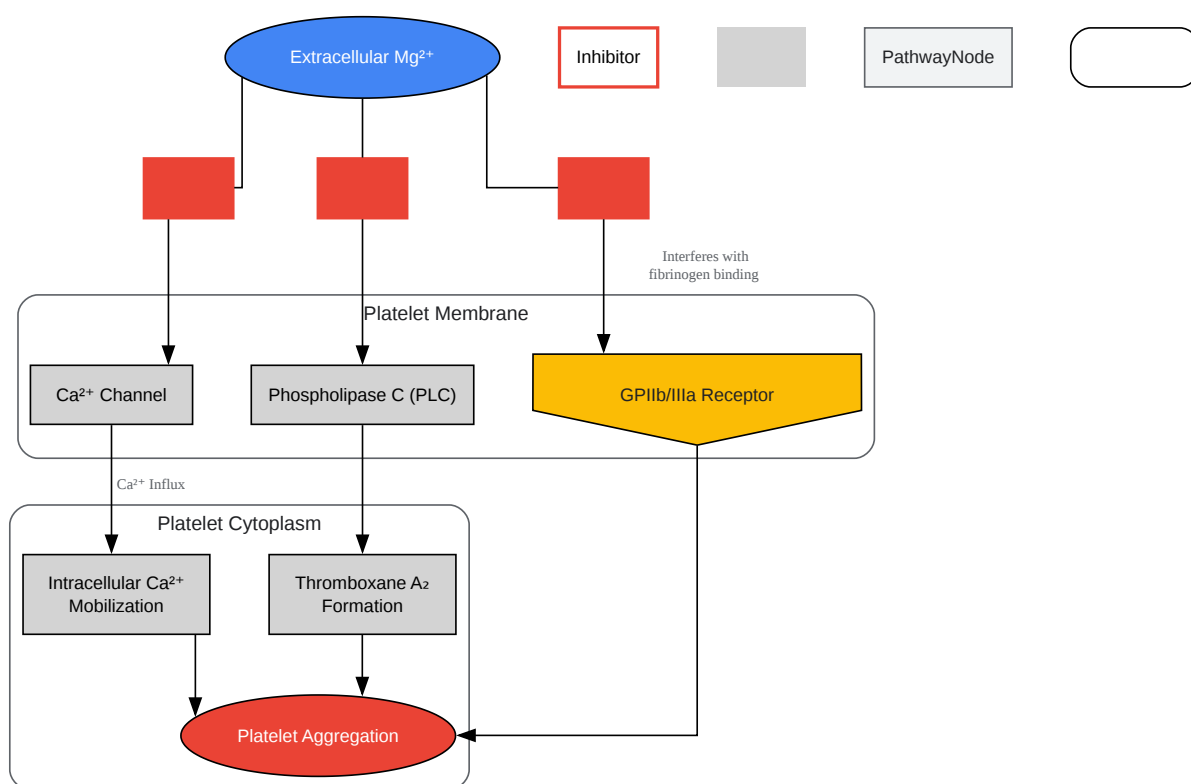 Extracellular Mg²⁺
Inhibitor
PathwayNode
Interferes with
fibrinogen binding
Platelet Membrane
Ca²⁺ Channel
Phospholipase C (PLC)
GPIIb/IIIa Receptor
Ca²⁺ Influx
Platelet Cytoplasm
Intracellular Ca²⁺
Mobilization
Thromboxane A₂
Formation
Platelet Aggregation